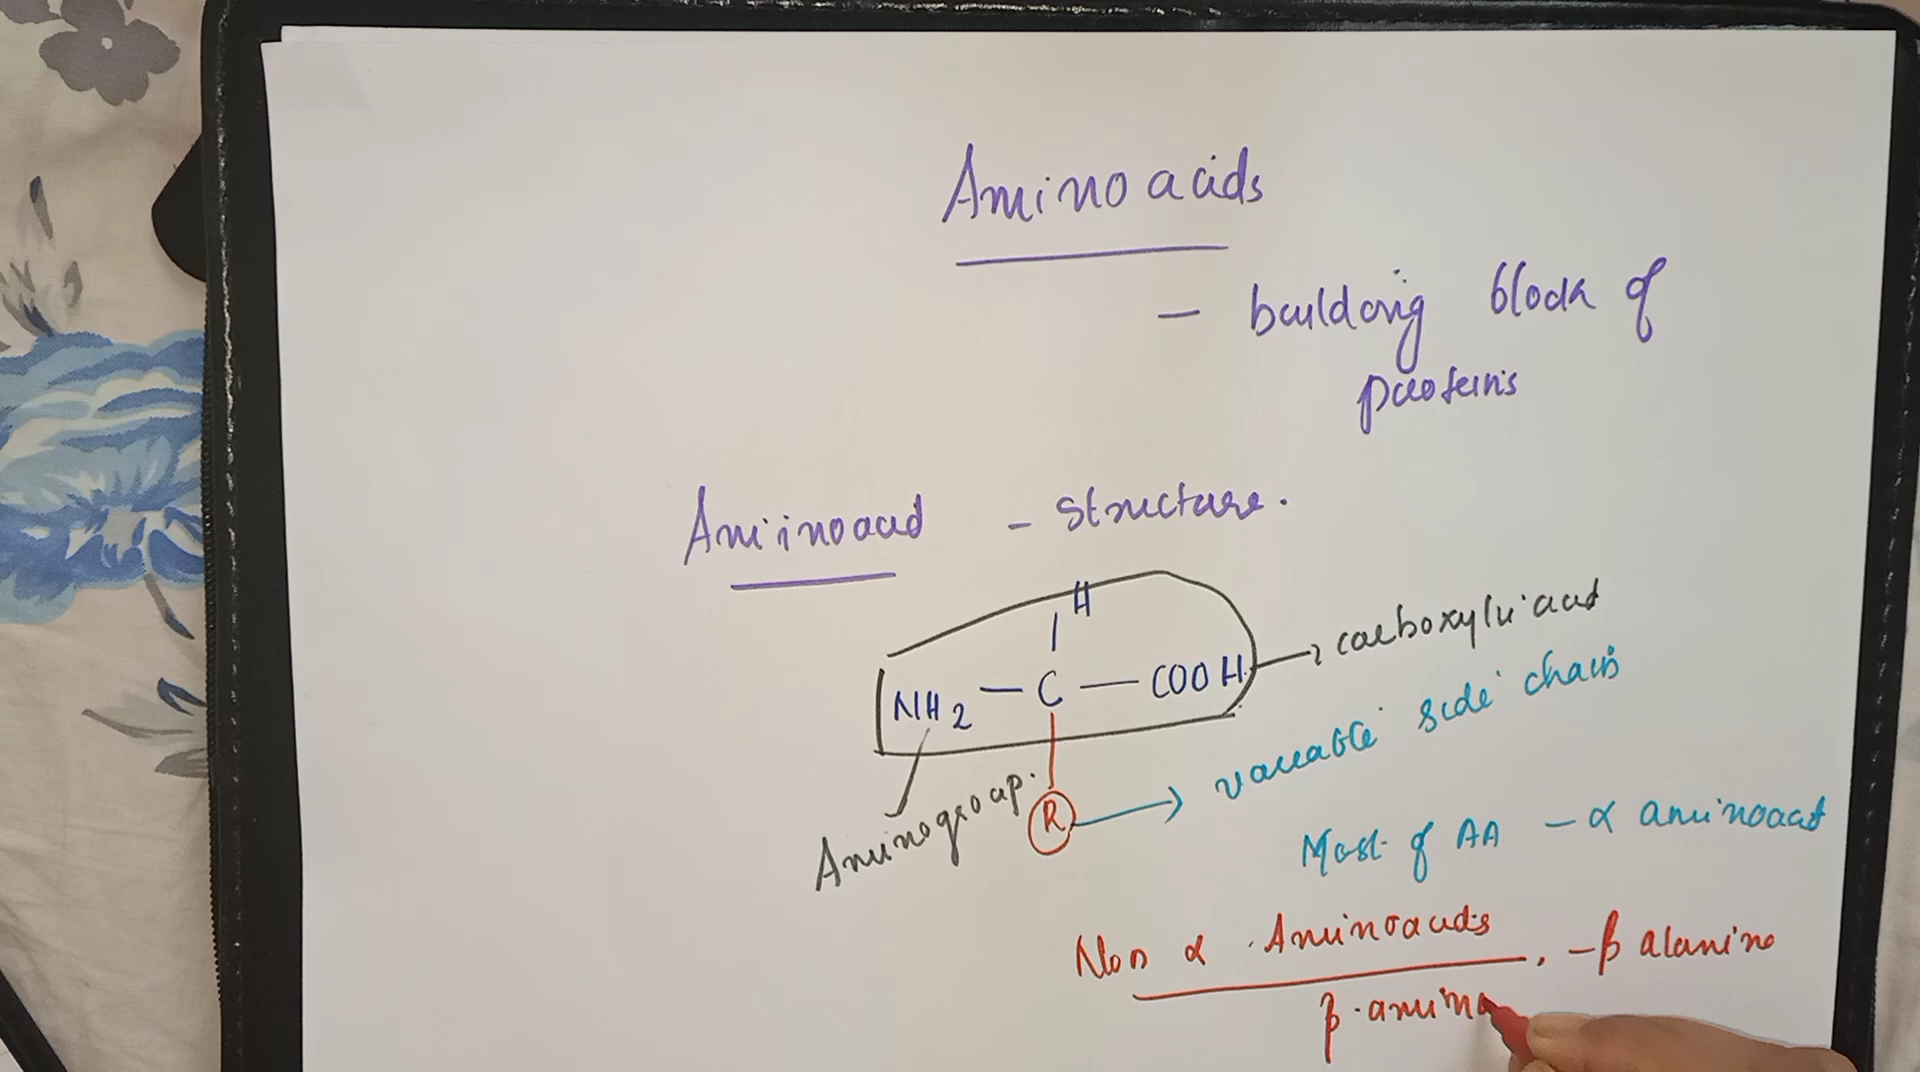 Amino acids
- building block of
proteins
Aminoacid - structure.
H
NH2 - C - COOH
carboxylic acid
Aminogroup.
R → variable side chain
Most of AA - α aminoacid
Non α Aminoacids. - β alanine
β-amino